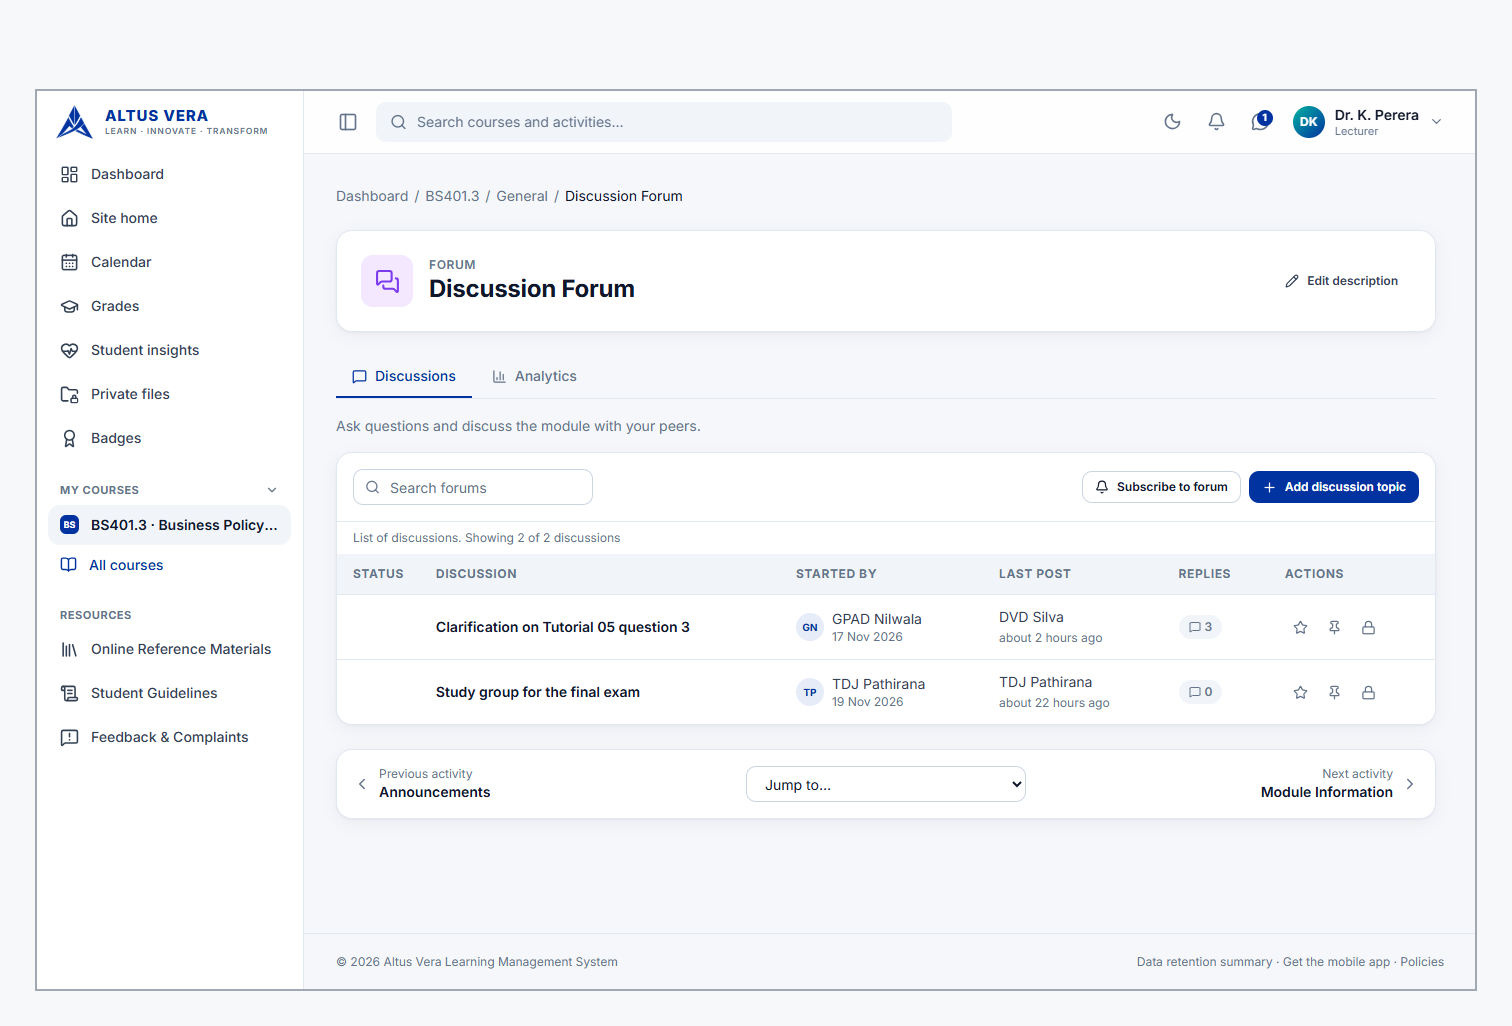 ALTUS VERA
LEARN · INNOVATE · TRANSFORM
Search courses and activities...
1
DK
Dr. K. Perera
Lecturer
Dashboard
Site home
Calendar
Grades
Student insights
Private files
Badges
MY COURSES
BS
BS401.3 · Business Policy...
All courses
RESOURCES
Online Reference Materials
Student Guidelines
Feedback & Complaints
Dashboard / BS401.3 / General / Discussion Forum
FORUM
Discussion Forum
Edit description
Discussions
Analytics
Ask questions and discuss the module with your peers.
Search forums
Subscribe to forum
Add discussion topic
List of discussions. Showing 2 of 2 discussions
STATUS DISCUSSION STARTED BY LAST POST REPLIES ACTIONS
Clarification on Tutorial 05 question 3
GN
GPAD Nilwala
17 Nov 2026
DVD Silva
about 2 hours ago
3
Study group for the final exam
TP
TDJ Pathirana
19 Nov 2026
TDJ Pathirana
about 22 hours ago
0
Previous activity
Announcements
Jump to...
Next activity
Module Information
© 2026 Altus Vera Learning Management System
Data retention summary · Get the mobile app · Policies